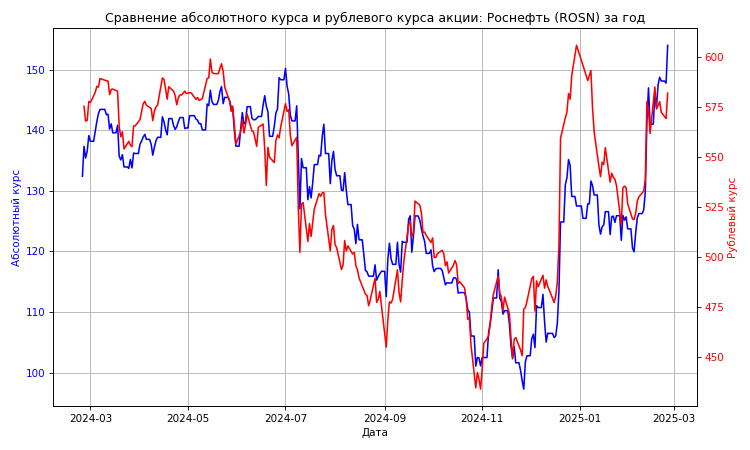 Сравнение абсолютного курса и рублевого курса акции: Роснефть (ROSN) за год
Абсолютный курс
150
140
130
120
110
100
600
575
550
525
500
475
450
Рублевый курс
2024-03 2024-05 2024-07 2024-09 2024-11 2025-01 2025-03
Дата